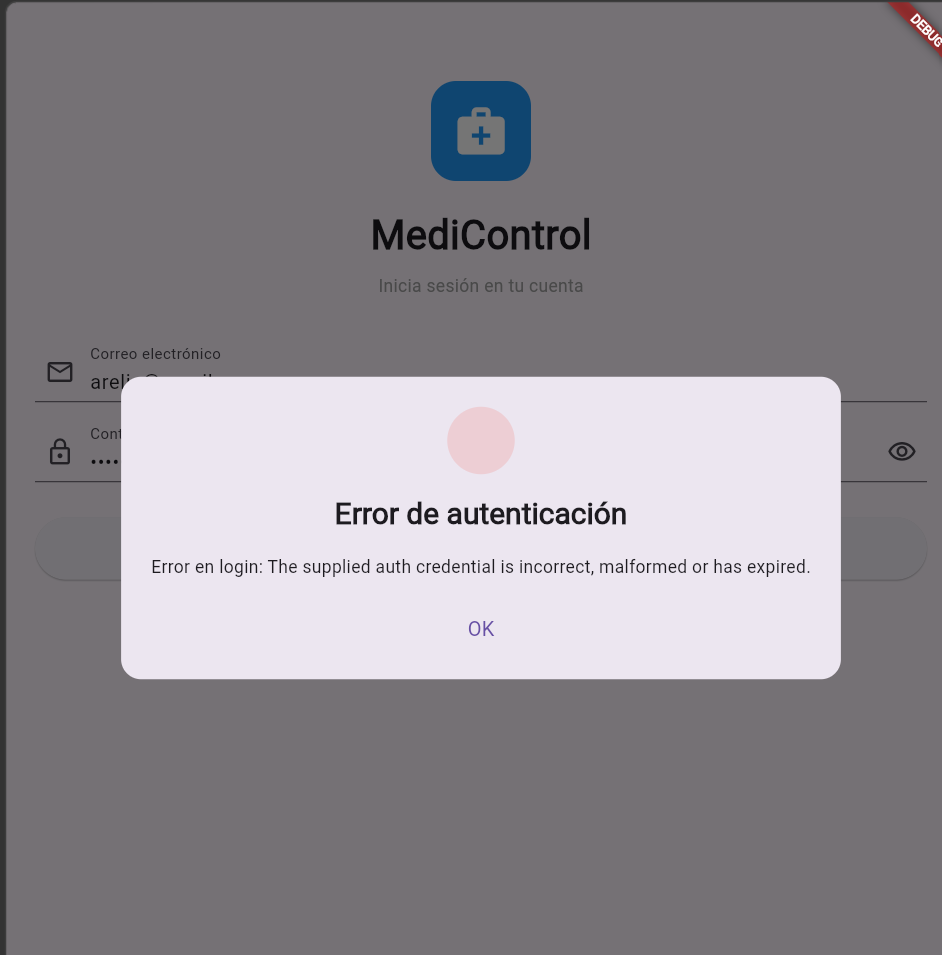 DEBUG
MediControl
Inicia sesión en tu cuenta
Correo electrónico
Error de autenticación
Error en login: The supplied auth credential is incorrect, malformed or has expired.
OK